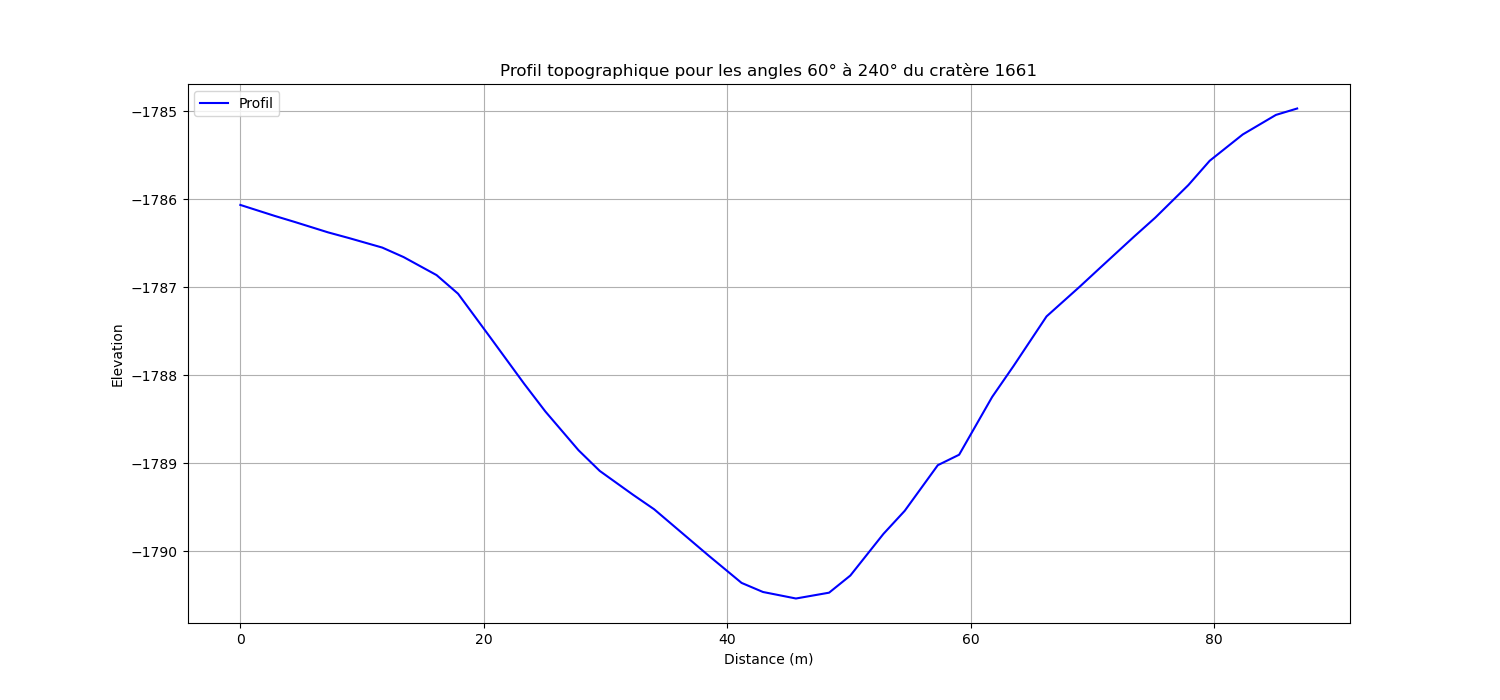 Profil topographique pour les angles 60° à 240° du cratère 1661
Profil
−1785
−1786
−1787
−1788
−1789
−1790
Elevation
0 20 40 60 80
Distance (m)